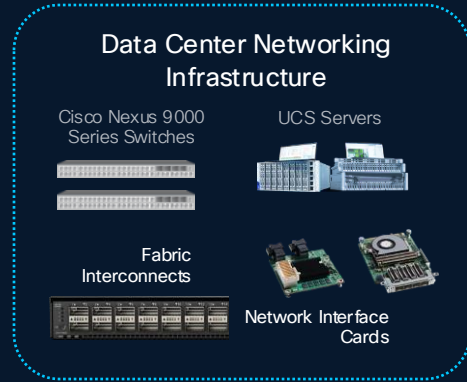 Data Center Networking
Infrastructure
Cisco Nexus 9000
Series Switches
UCS Servers
Fabric
Interconnects
Network Interface
Cards